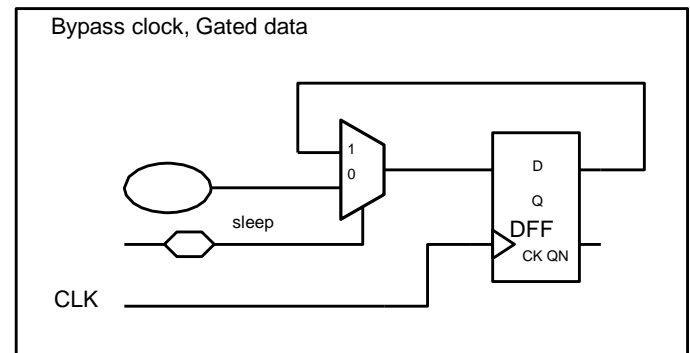 Bypass clock, Gated data
1
0
D
sleep
Q
DFF
CK QN
CLK